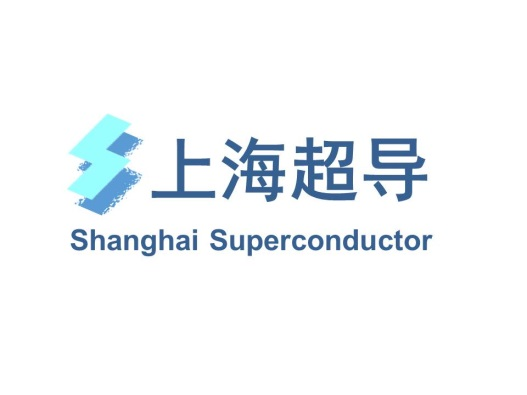 上海超导
Shanghai Superconductor